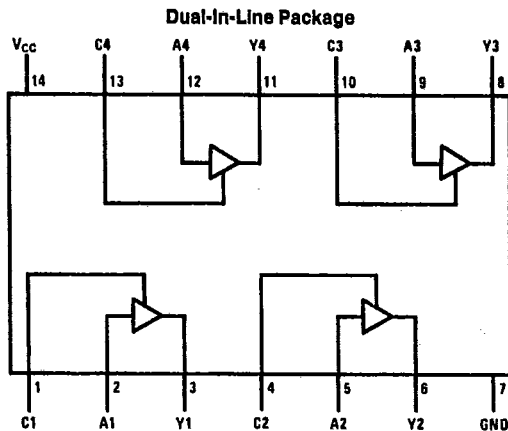 Dual-In-Line Package
VCC C4 A4 Y4 C3 A3 Y3
14 13 12 11 10 9 8
1 2 3 4 5 6 7
C1 A1 Y1 C2 A2 Y2 GND